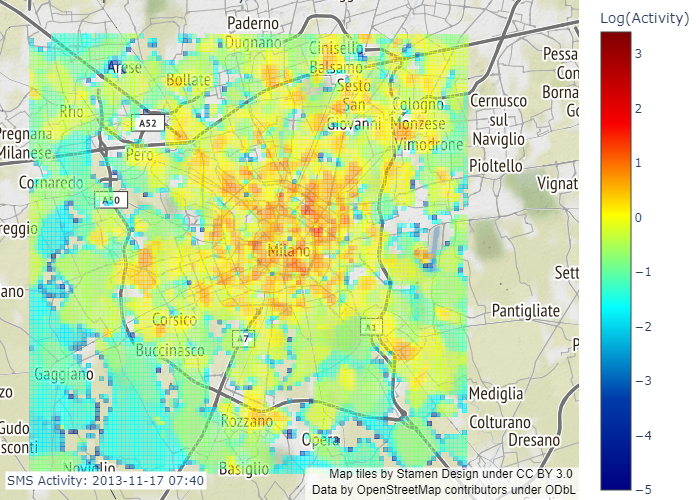 Log(Activity)
Paderno
Dugnano
Cinisello
Balsamo
Arese
Bollate
Sesto
San
Giovanni
Cologno
Monzese
Vimodrone
Cernusco
sul
Naviglio
Pioltello
Rho
A52
Pero
Pregnana
Milanese
Cornaredo
A50
Milano
Corsico
A7
A1
Buccinasco
Gaggiano
Rozzano
Opera
Noviglio
Basiglio
Pantigliate
Mediglia
Colturano
Dresano
Pessa
Con
Borna
Go
Vignat
Sett
P
reggio
ano
zo
Gudo
sconti
3
2
1
0
−1
−2
−3
−4
−5
SMS Activity: 2013-11-17 07:40
Map tiles by Stamen Design under CC BY 3.0
Data by OpenStreetMap contributors under ODbL